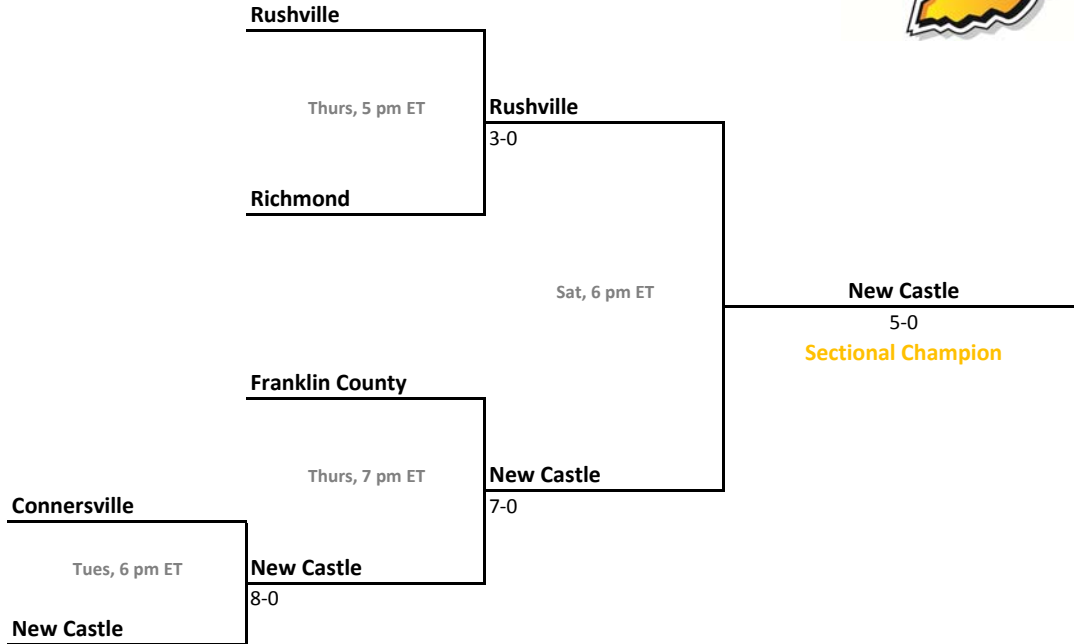 Rushville
Thurs, 5 pm ET
Rushville
3-0
Richmond
Sat, 6 pm ET
New Castle
5-0
Sectional Champion
Franklin County
Thurs, 7 pm ET
New Castle
7-0
Connersville
Tues, 6 pm ET
New Castle
8-0
New Castle